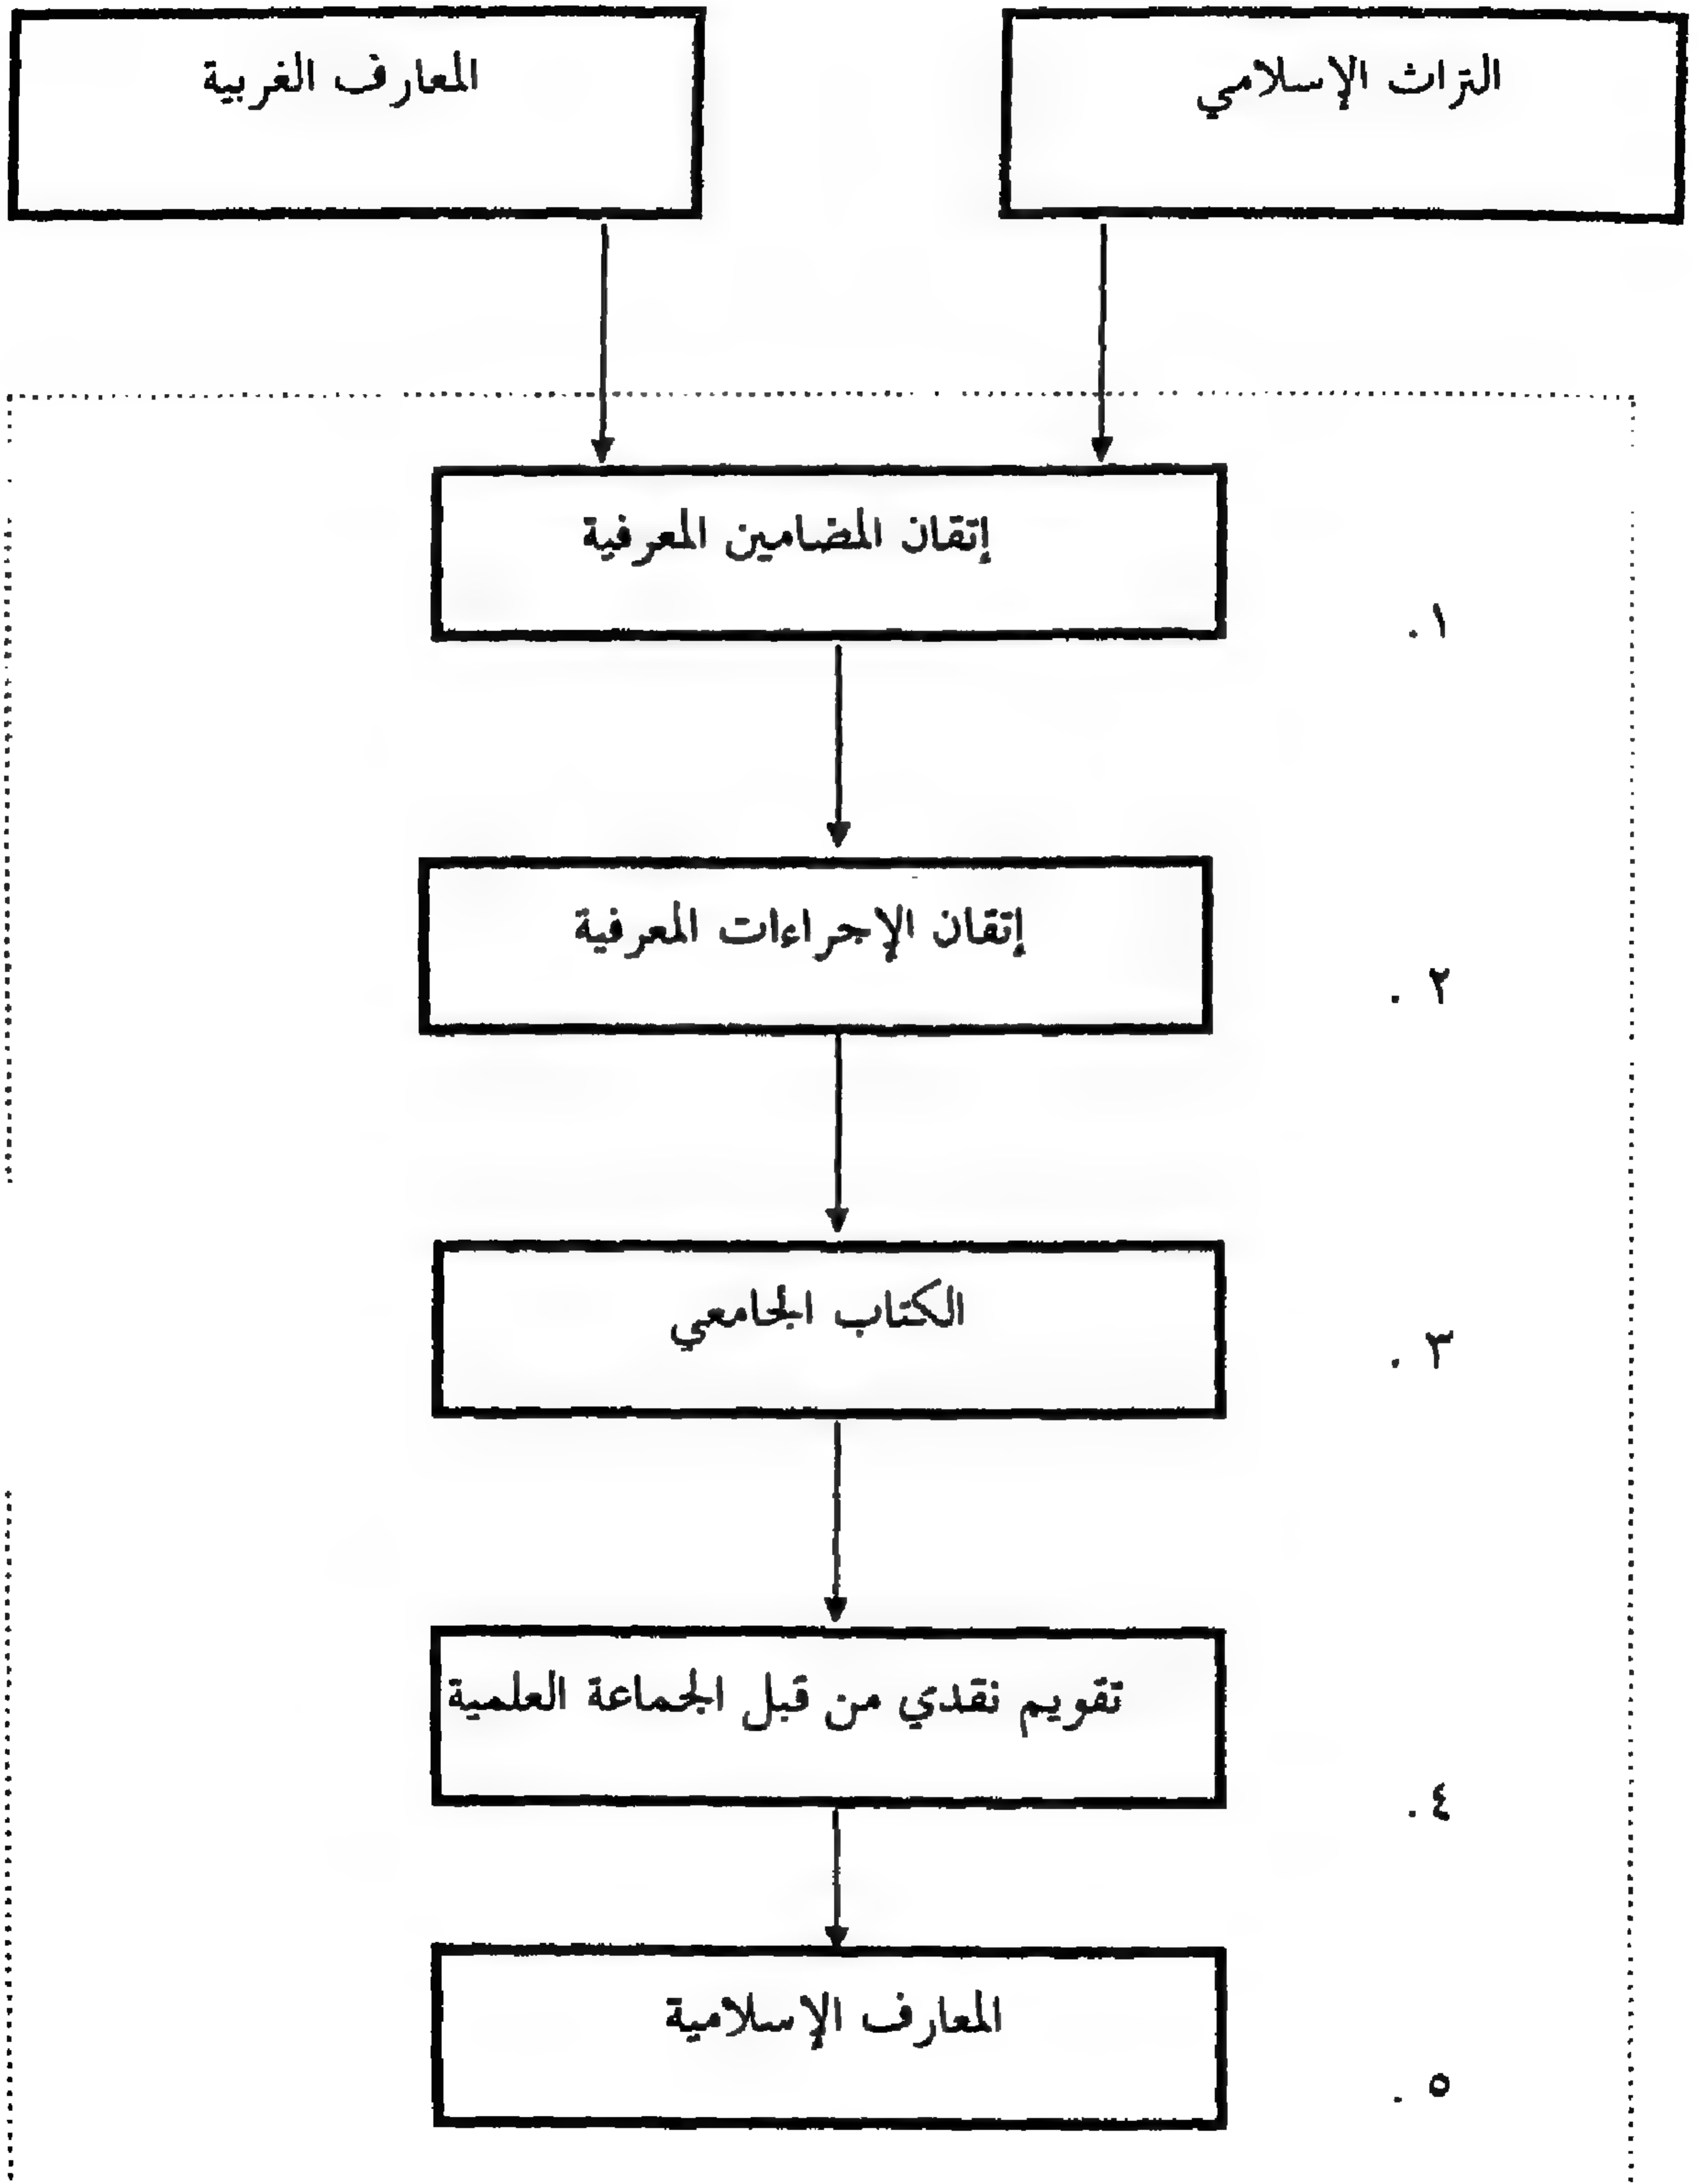 التراث الإسلامي
المعارف الغربية
إتقان المضامين المعرفية
١.
إتقان الإجراءات المعرفية
٢.
الكتاب الجامعي
٣.
تقويم نقدي من قبل الجماعة العلمية
٤.
المعارف الإسلامية
٥.